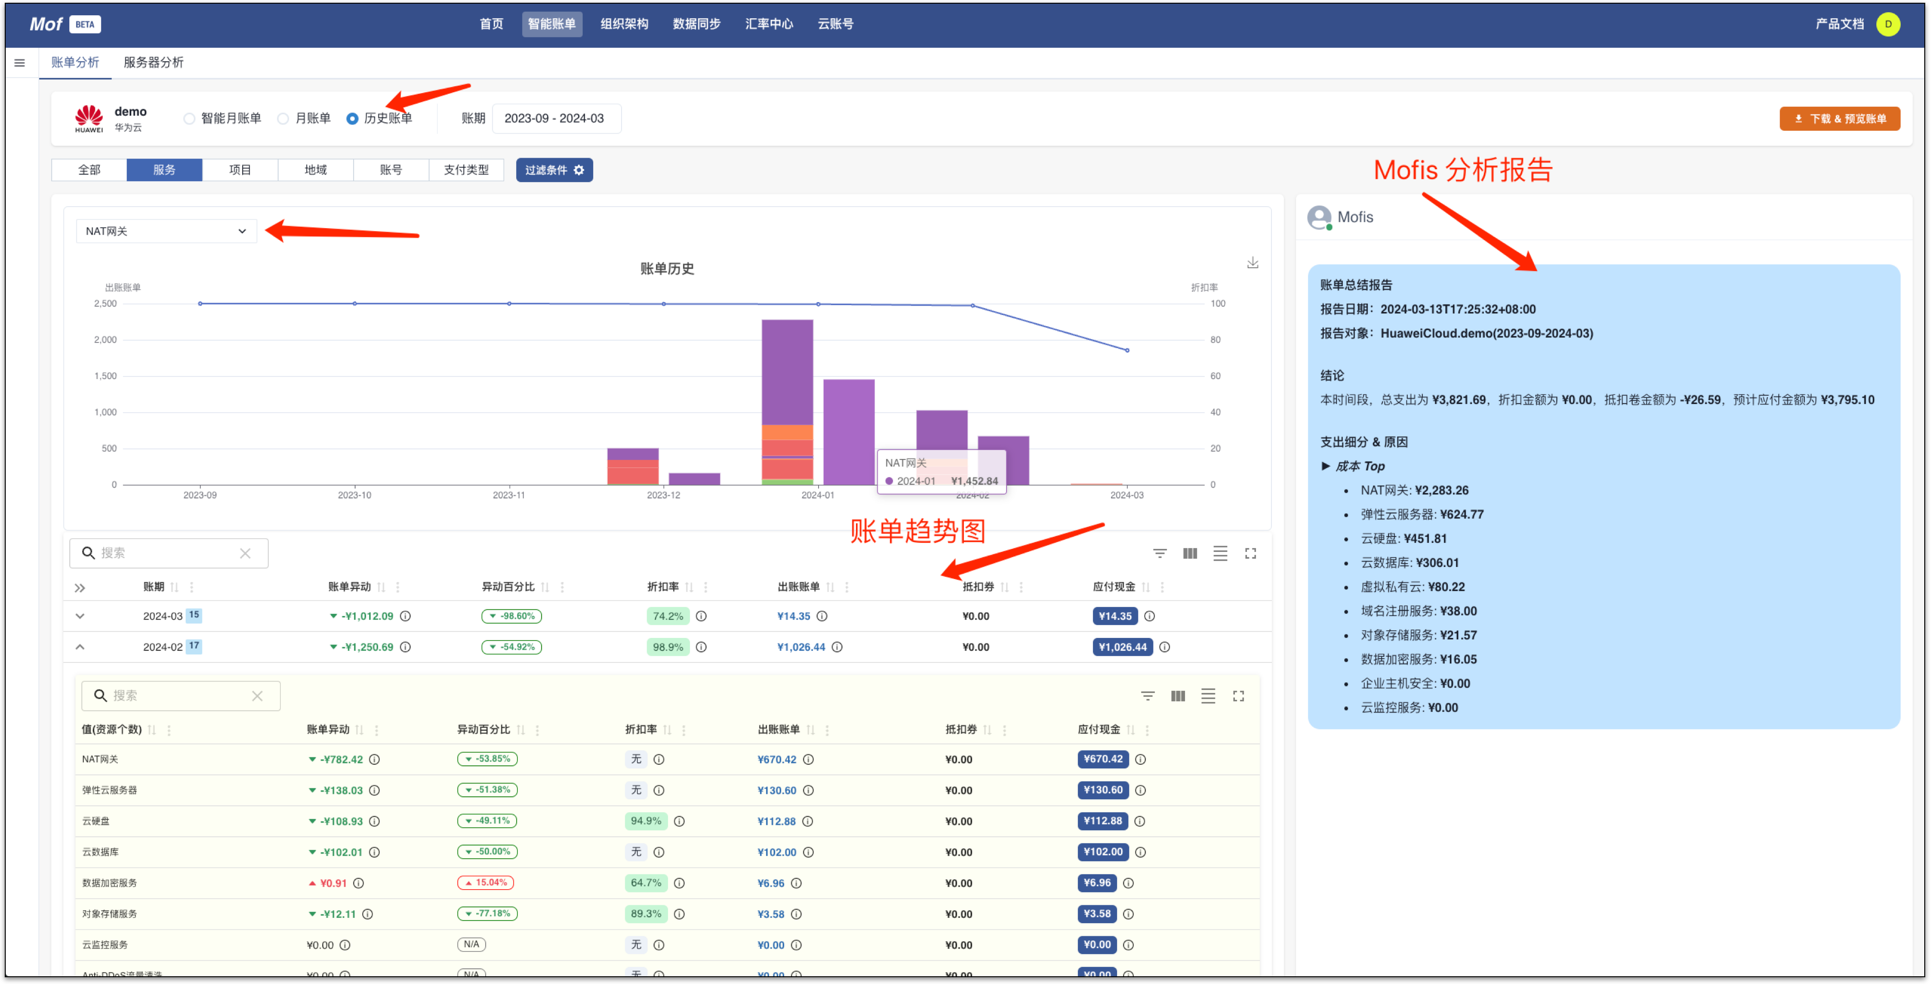 Mof BETA 首页 智能账单 组织架构 数据同步 汇率中心 云账号 产品文档 D
账单分析 服务器分析
HUAWEI demo 华为云 智能月账单 月账单 历史账单 账期 2023-09 - 2024-03 下载 & 预览账单
全部 服务 项目 地域 账号 支付类型 过滤条件
Mofis 分析报告
NAT网关
账单历史
出账账单 折扣率
2,500 100
2,000 80
1,500 60
1,000 40
500 20
0 0
2023-09 2023-10 2023-11 2023-12 2024-01 2024-02 2024-03
NAT网关
2024-01 ¥1,452.84
账单趋势图
搜索
账期 账单异动 异动百分比 折扣率 出账账单 抵扣券 应付现金
2024-03 15 -¥1,012.09 -98.60% 74.2% ¥14.35 ¥0.00 ¥14.35
2024-02 17 -¥1,250.69 -54.92% 98.9% ¥1,026.44 ¥0.00 ¥1,026.44
搜索
值(资源个数) 账单异动 异动百分比 折扣率 出账账单 抵扣券 应付现金
NAT网关 -¥782.42 -53.85% 无 ¥670.42 ¥0.00 ¥670.42
弹性云服务器 -¥138.03 -51.38% 无 ¥130.60 ¥0.00 ¥130.60
云硬盘 -¥108.93 -49.11% 94.9% ¥112.88 ¥0.00 ¥112.88
云数据库 -¥102.01 -50.00% 无 ¥102.00 ¥0.00 ¥102.00
数据加密服务 ¥0.91 15.04% 64.7% ¥6.96 ¥0.00 ¥6.96
对象存储服务 -¥12.11 -77.18% 89.3% ¥3.58 ¥0.00 ¥3.58
云监控服务 ¥0.00 N/A 无 ¥0.00 ¥0.00 ¥0.00
Anti-DDoS流量清洗 ¥0.00 N/A 无 ¥0.00 ¥0.00 ¥0.00
Mofis
账单总结报告
报告日期：2024-03-13T17:25:32+08:00
报告对象：HuaweiCloud.demo(2023-09-2024-03)
结论
本时间段，总支出为 ¥3,821.69，折扣金额为 ¥0.00，抵扣卷金额为 -¥26.59，预计应付金额为 ¥3,795.10
支出细分 & 原因
► 成本 Top
• NAT网关: ¥2,283.26
• 弹性云服务器: ¥624.77
• 云硬盘: ¥451.81
• 云数据库: ¥306.01
• 虚拟私有云: ¥80.22
• 域名注册服务: ¥38.00
• 对象存储服务: ¥21.57
• 数据加密服务: ¥16.05
• 企业主机安全: ¥0.00
• 云监控服务: ¥0.00